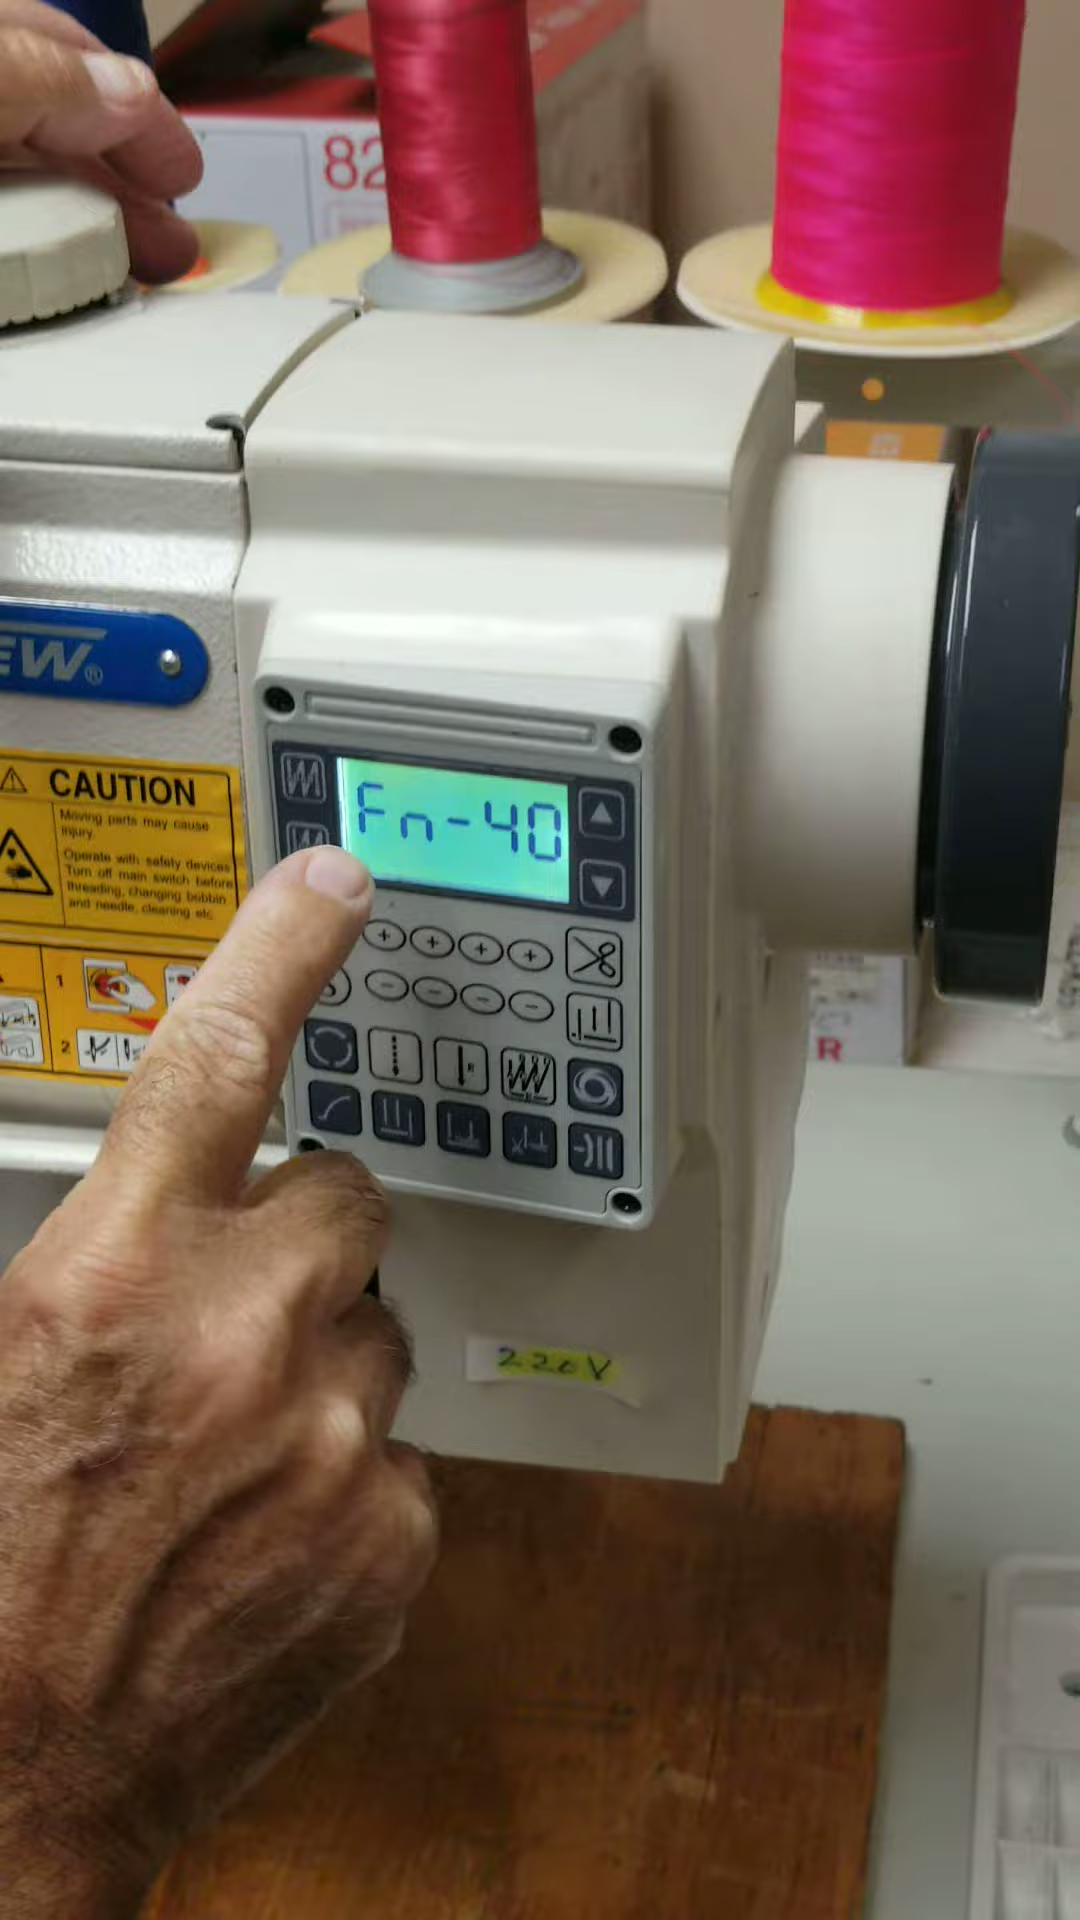 82
EW®
CAUTION
Moving parts may cause
injury.
Operate with safety devices
Turn off main switch before
threading, changing bobbin
and needle, cleaning etc
1
2
Fn-40
R
220V